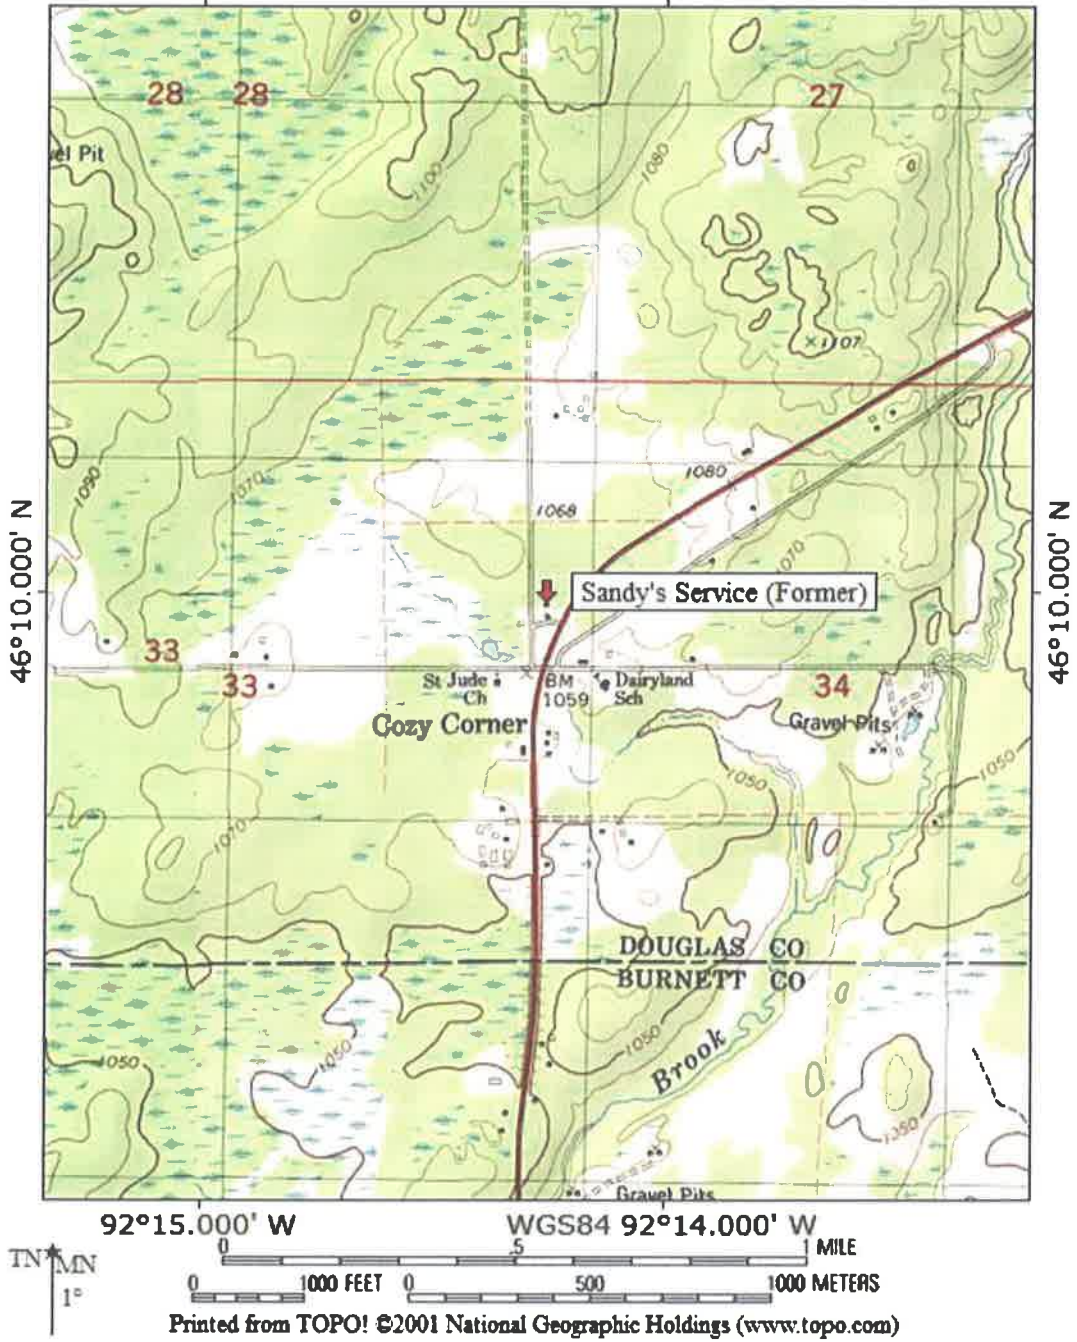 28 28 27
el Pit
1080
1100
×1107
1090
1070
1080
1068
46°10.000' N
46°10.000' N
1070
Sandy's Service (Former)
33
33
34
St Jude
Ch
BM
1059
Dairyland
Sch
Cozy Corner
Gravel Pits
1050
1050
1070
DOUGLAS CO
BURNETT CO
1050
1050
1050
Brook
1350
Gravel Pits
92°15.000' W WGS84 92°14.000' W
TN MN
1°
0 .5 1 MILE
0 1000 FEET 0 500 1000 METERS
Printed from TOPO! ©2001 National Geographic Holdings (www.topo.com)